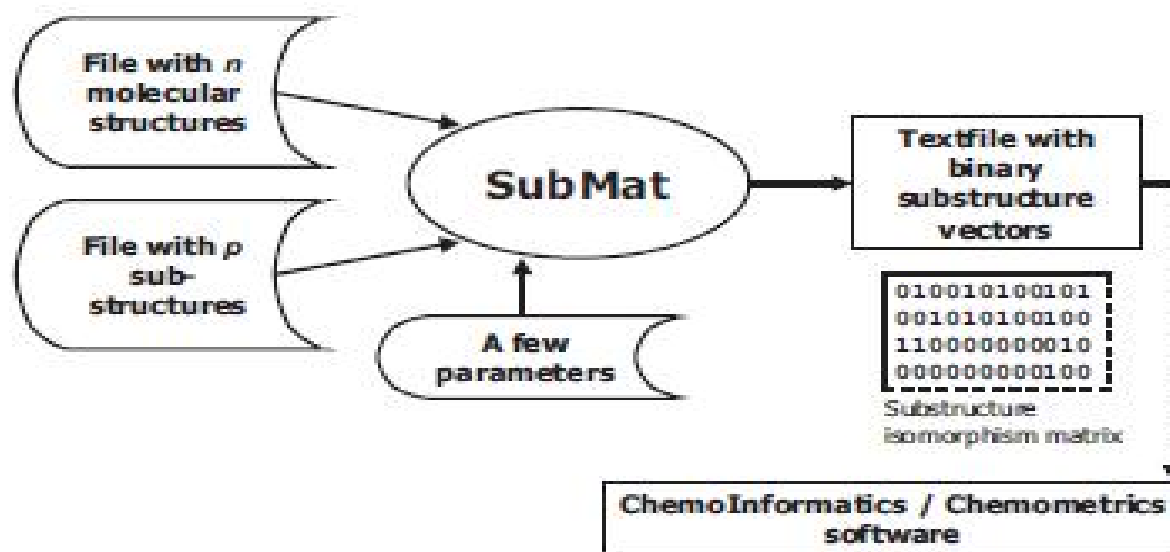 File with n
molecular
structures
SubMat
Textfile with
binary
substructure
vectors
File with p
sub-
structures
A few
parameters
010010100101
001010100100
110000000010
000000000100
Substructure
isomorphism matrix
ChemoInformatics / Chemometrics
software